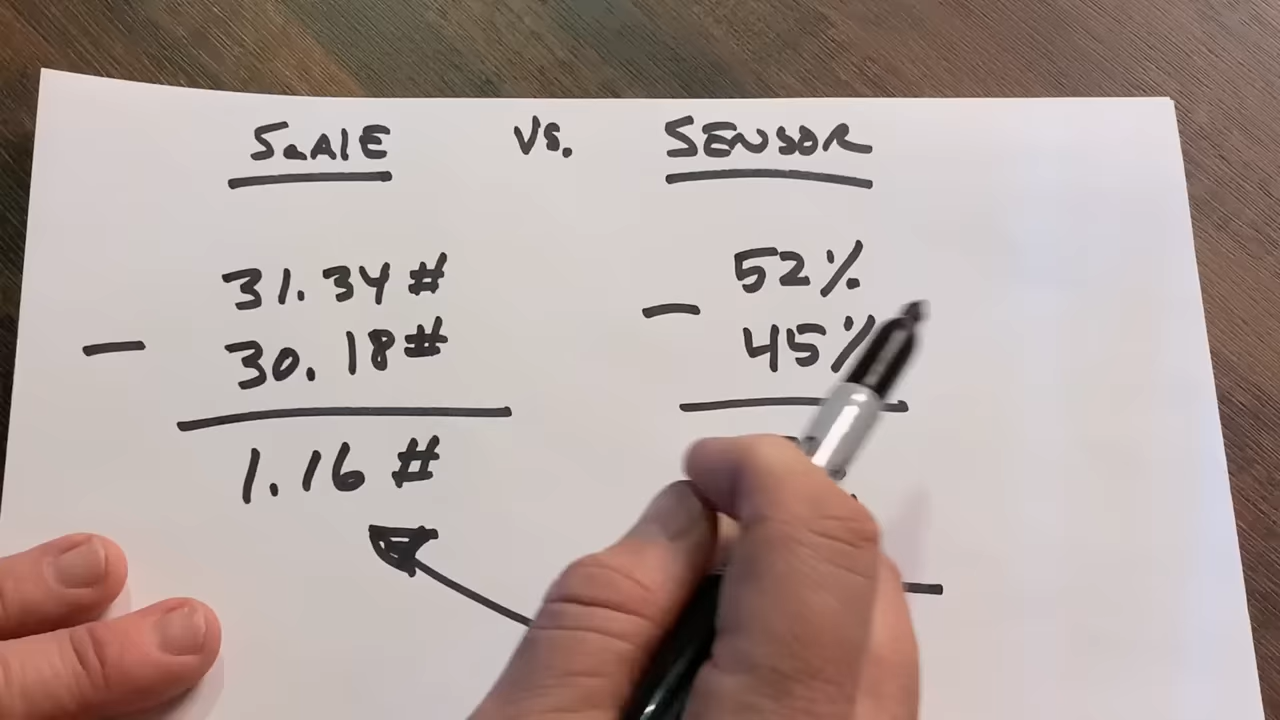 SCALE VS. SENSOR
31.34 #
- 30.18 #
1.16 #
52%
- 45%